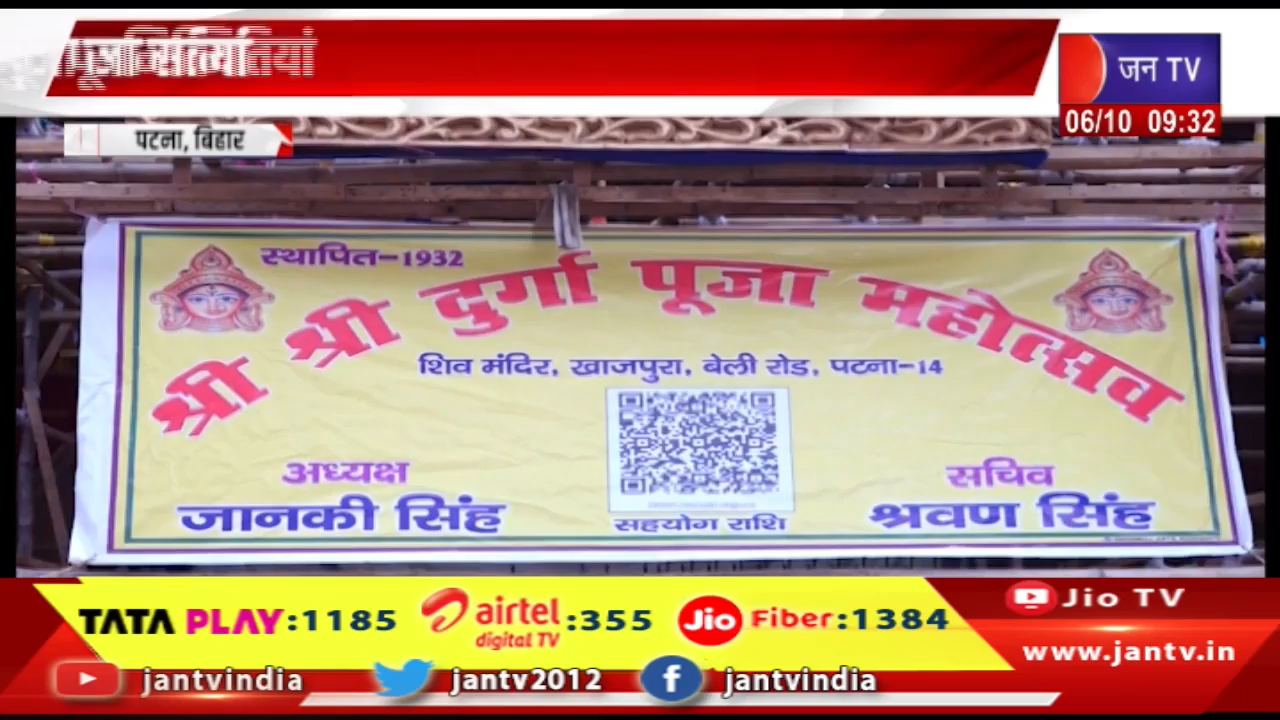 जन TV
06/10 09:32
पटना, बिहार
स्थापित-1932
श्री श्री दुर्गा पूजा महोत्सव
शिव मंदिर, खाजपुरा, बेली रोड, पटना-14
अध्यक्ष
जानकी सिंह
सहयोग राशि
सचिव
श्रवण सिंह
TATA PLAY:1185
airtel digital TV:355
Jio Fiber:1384
Jio TV
www.jantv.in
jantvindia
jantv2012
jantvindia